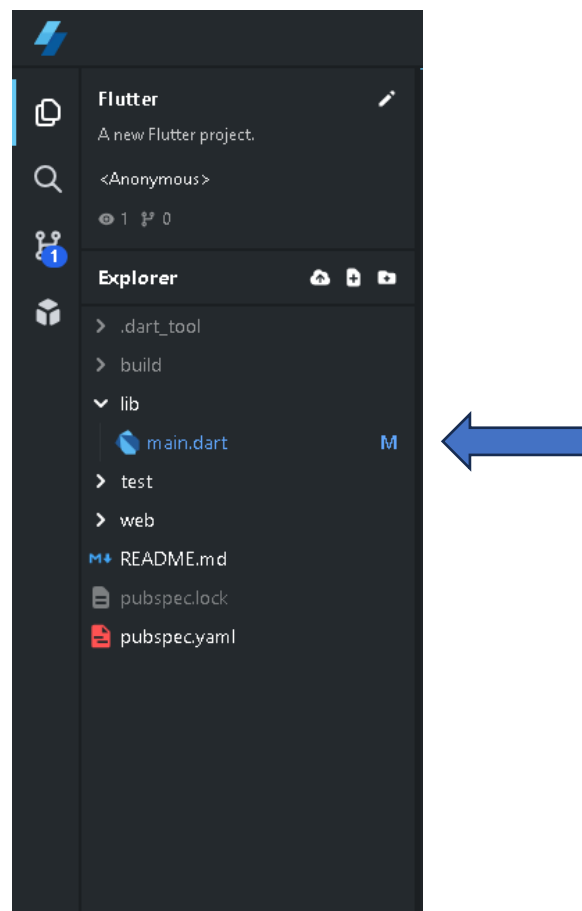 Flutter
A new Flutter project.
<Anonymous>
1 0
1
Explorer
.dart_tool
build
lib
main.dart M
test
web
M README.md
pubspec.lock
pubspec.yaml